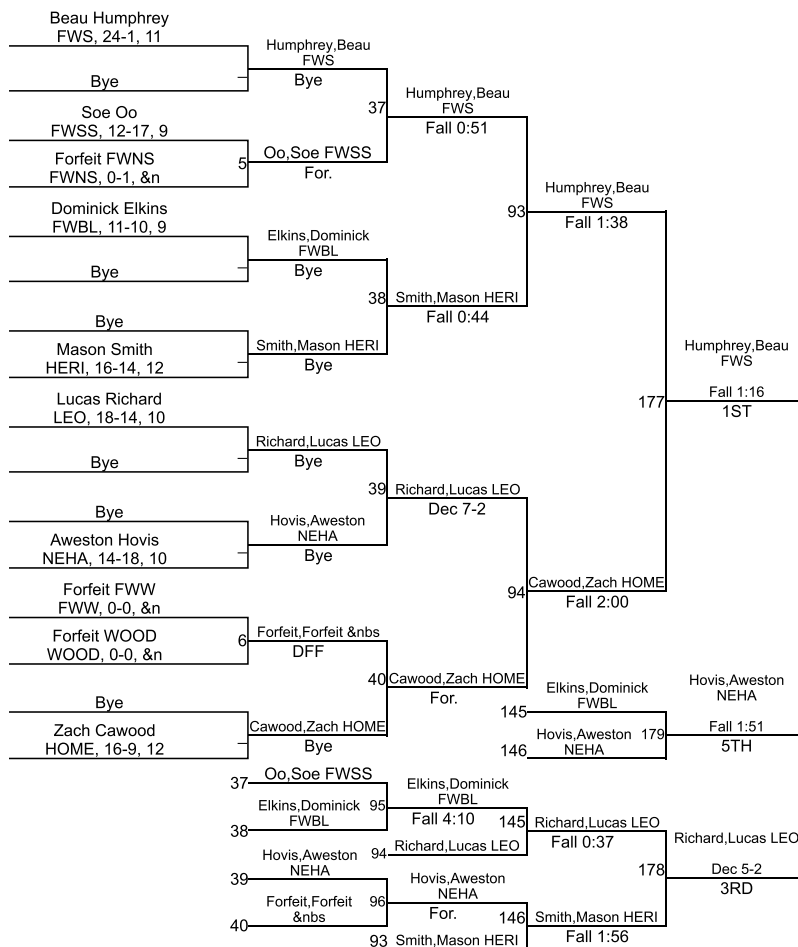 Beau Humphrey
FWS, 24-1, 11
Bye
Humphrey,Beau
FWS
Bye
Soe Oo
FWSS, 12-17, 9
Forfeit FWNS
FWNS, 0-1, &n
5
Oo,Soe FWSS
For.
37
Humphrey,Beau
FWS
Fall 0:51
Dominick Elkins
FWBL, 11-10, 9
Bye
Elkins,Dominick
FWBL
Bye
Bye
Mason Smith
HERI, 16-14, 12
Smith,Mason HERI
Bye
38
Smith,Mason HERI
Fall 0:44
93
Humphrey,Beau
FWS
Fall 1:38
Lucas Richard
LEO, 18-14, 10
Bye
Richard,Lucas LEO
Bye
Bye
Aweston Hovis
NEHA, 14-18, 10
Hovis,Aweston
NEHA
Bye
39
Richard,Lucas LEO
Dec 7-2
Forfeit FWW
FWW, 0-0, &n
Forfeit WOOD
WOOD, 0-0, &n
6
Forfeit,Forfeit &nbs
DFF
Bye
Zach Cawood
HOME, 16-9, 12
Cawood,Zach HOME
Bye
40
Cawood,Zach HOME
For.
94
Cawood,Zach HOME
Fall 2:00
177
Humphrey,Beau
FWS
Fall 1:16
1ST
145
Elkins,Dominick
FWBL
146
Hovis,Aweston
NEHA
179
Hovis,Aweston
NEHA
Fall 1:51
5TH
37
Oo,Soe FWSS
38
Elkins,Dominick
FWBL
95
Elkins,Dominick
FWBL
Fall 4:10
94
Richard,Lucas LEO
145
Richard,Lucas LEO
Fall 0:37
39
Hovis,Aweston
NEHA
40
Forfeit,Forfeit
&nbs
96
Hovis,Aweston
NEHA
For.
93
Smith,Mason HERI
146
Smith,Mason HERI
Fall 1:56
178
Richard,Lucas LEO
Dec 5-2
3RD